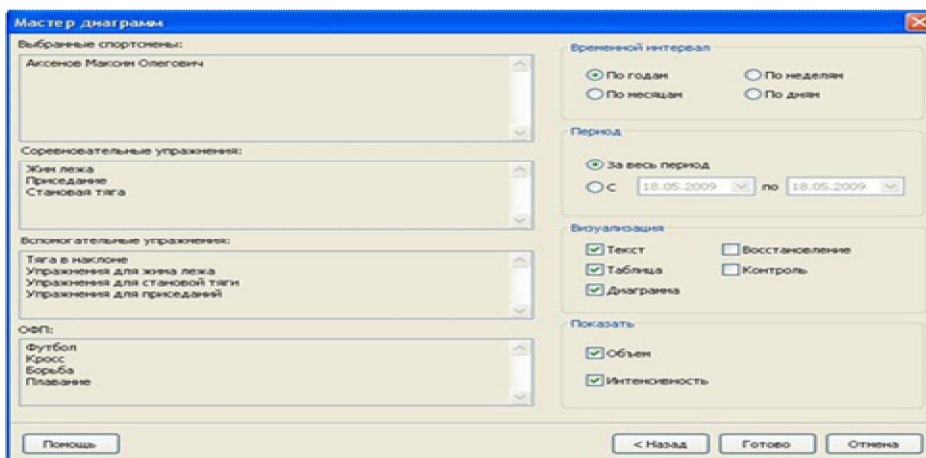 Мастер диаграмм
Выбранные спортсмены:
Аксенов Максим Олегович
Соревновательные упражнения:
Жим лежа
Приседание
Становая тяга
Вспомогательные упражнения:
Тяга в наклоне
Упражнения для жима лежа
Упражнения для становой тяги
Упражнения для приседаний
ОФП:
Футбол
Кросс
Борьба
Плавание
Временной интервал
По годам По неделям
По месяцам По дням
Период
За весь период
С 18.05.2009 по 18.05.2009
Визуализация
Текст Восстановление
Таблица Контроль
Диаграмма
Показать
Объем
Интенсивность
Помощь < Назад Готово Отмена